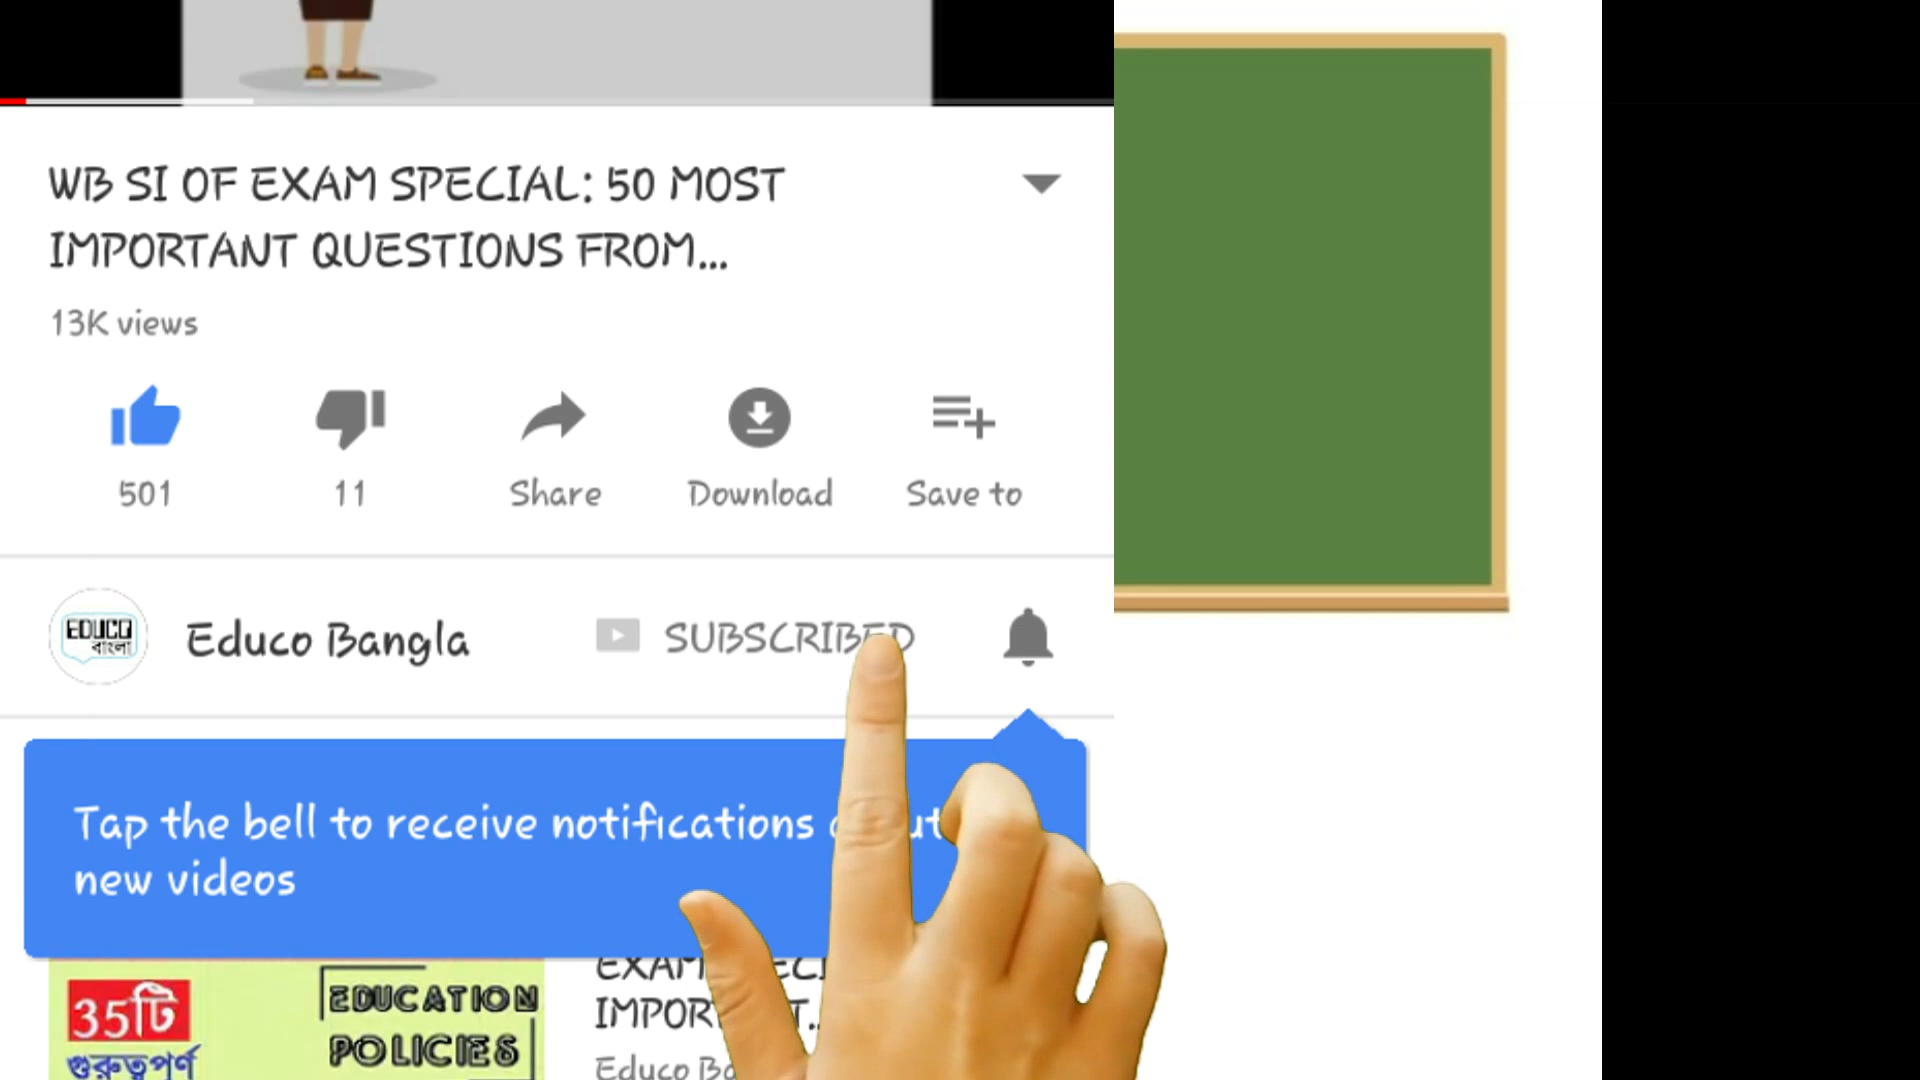 WB SI OF EXAM SPECIAL: 50 MOST
IMPORTANT QUESTIONS FROM...
13K views
501
11
Share
Download
Save to
EDUCO
বাংলা
Educo Bangla
SUBSCRIBED
Tap the bell to receive notifications
new videos
35টি
গুরুত্বপূর্ণ
EDUCATION
POLICIES